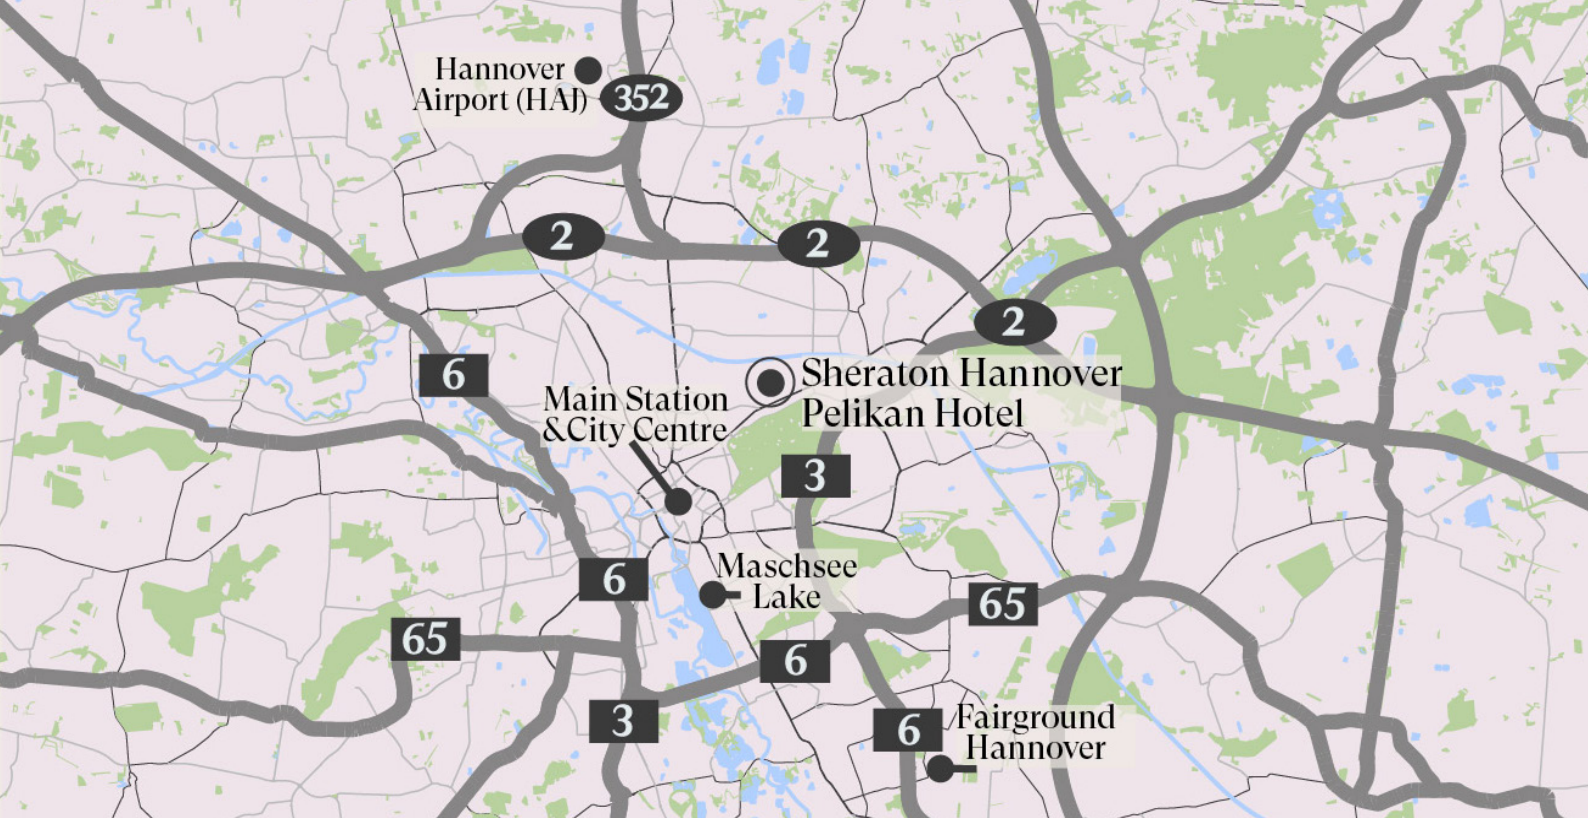 Hannover
Airport (HAJ)
352
2
2
2
6
Sheraton Hannover
Pelikan Hotel
Main Station
&City Centre
3
6
Maschsee
Lake
65
65
6
3
6
Fairground
Hannover